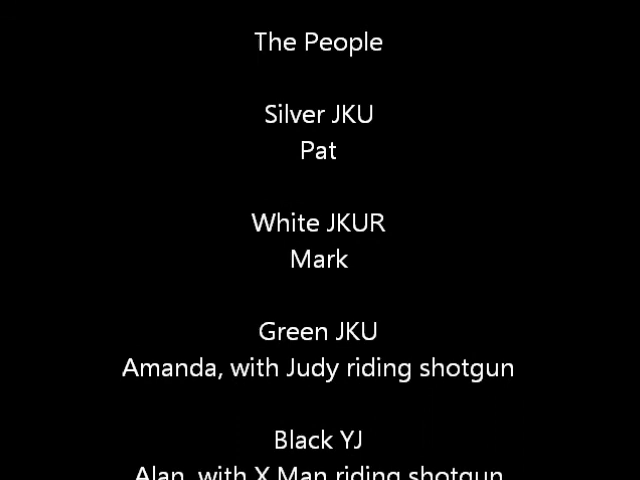 The People
Silver JKU
Pat
White JKUR
Mark
Green JKU
Amanda, with Judy riding shotgun
Black YJ
Alan, with X Man riding shotgun